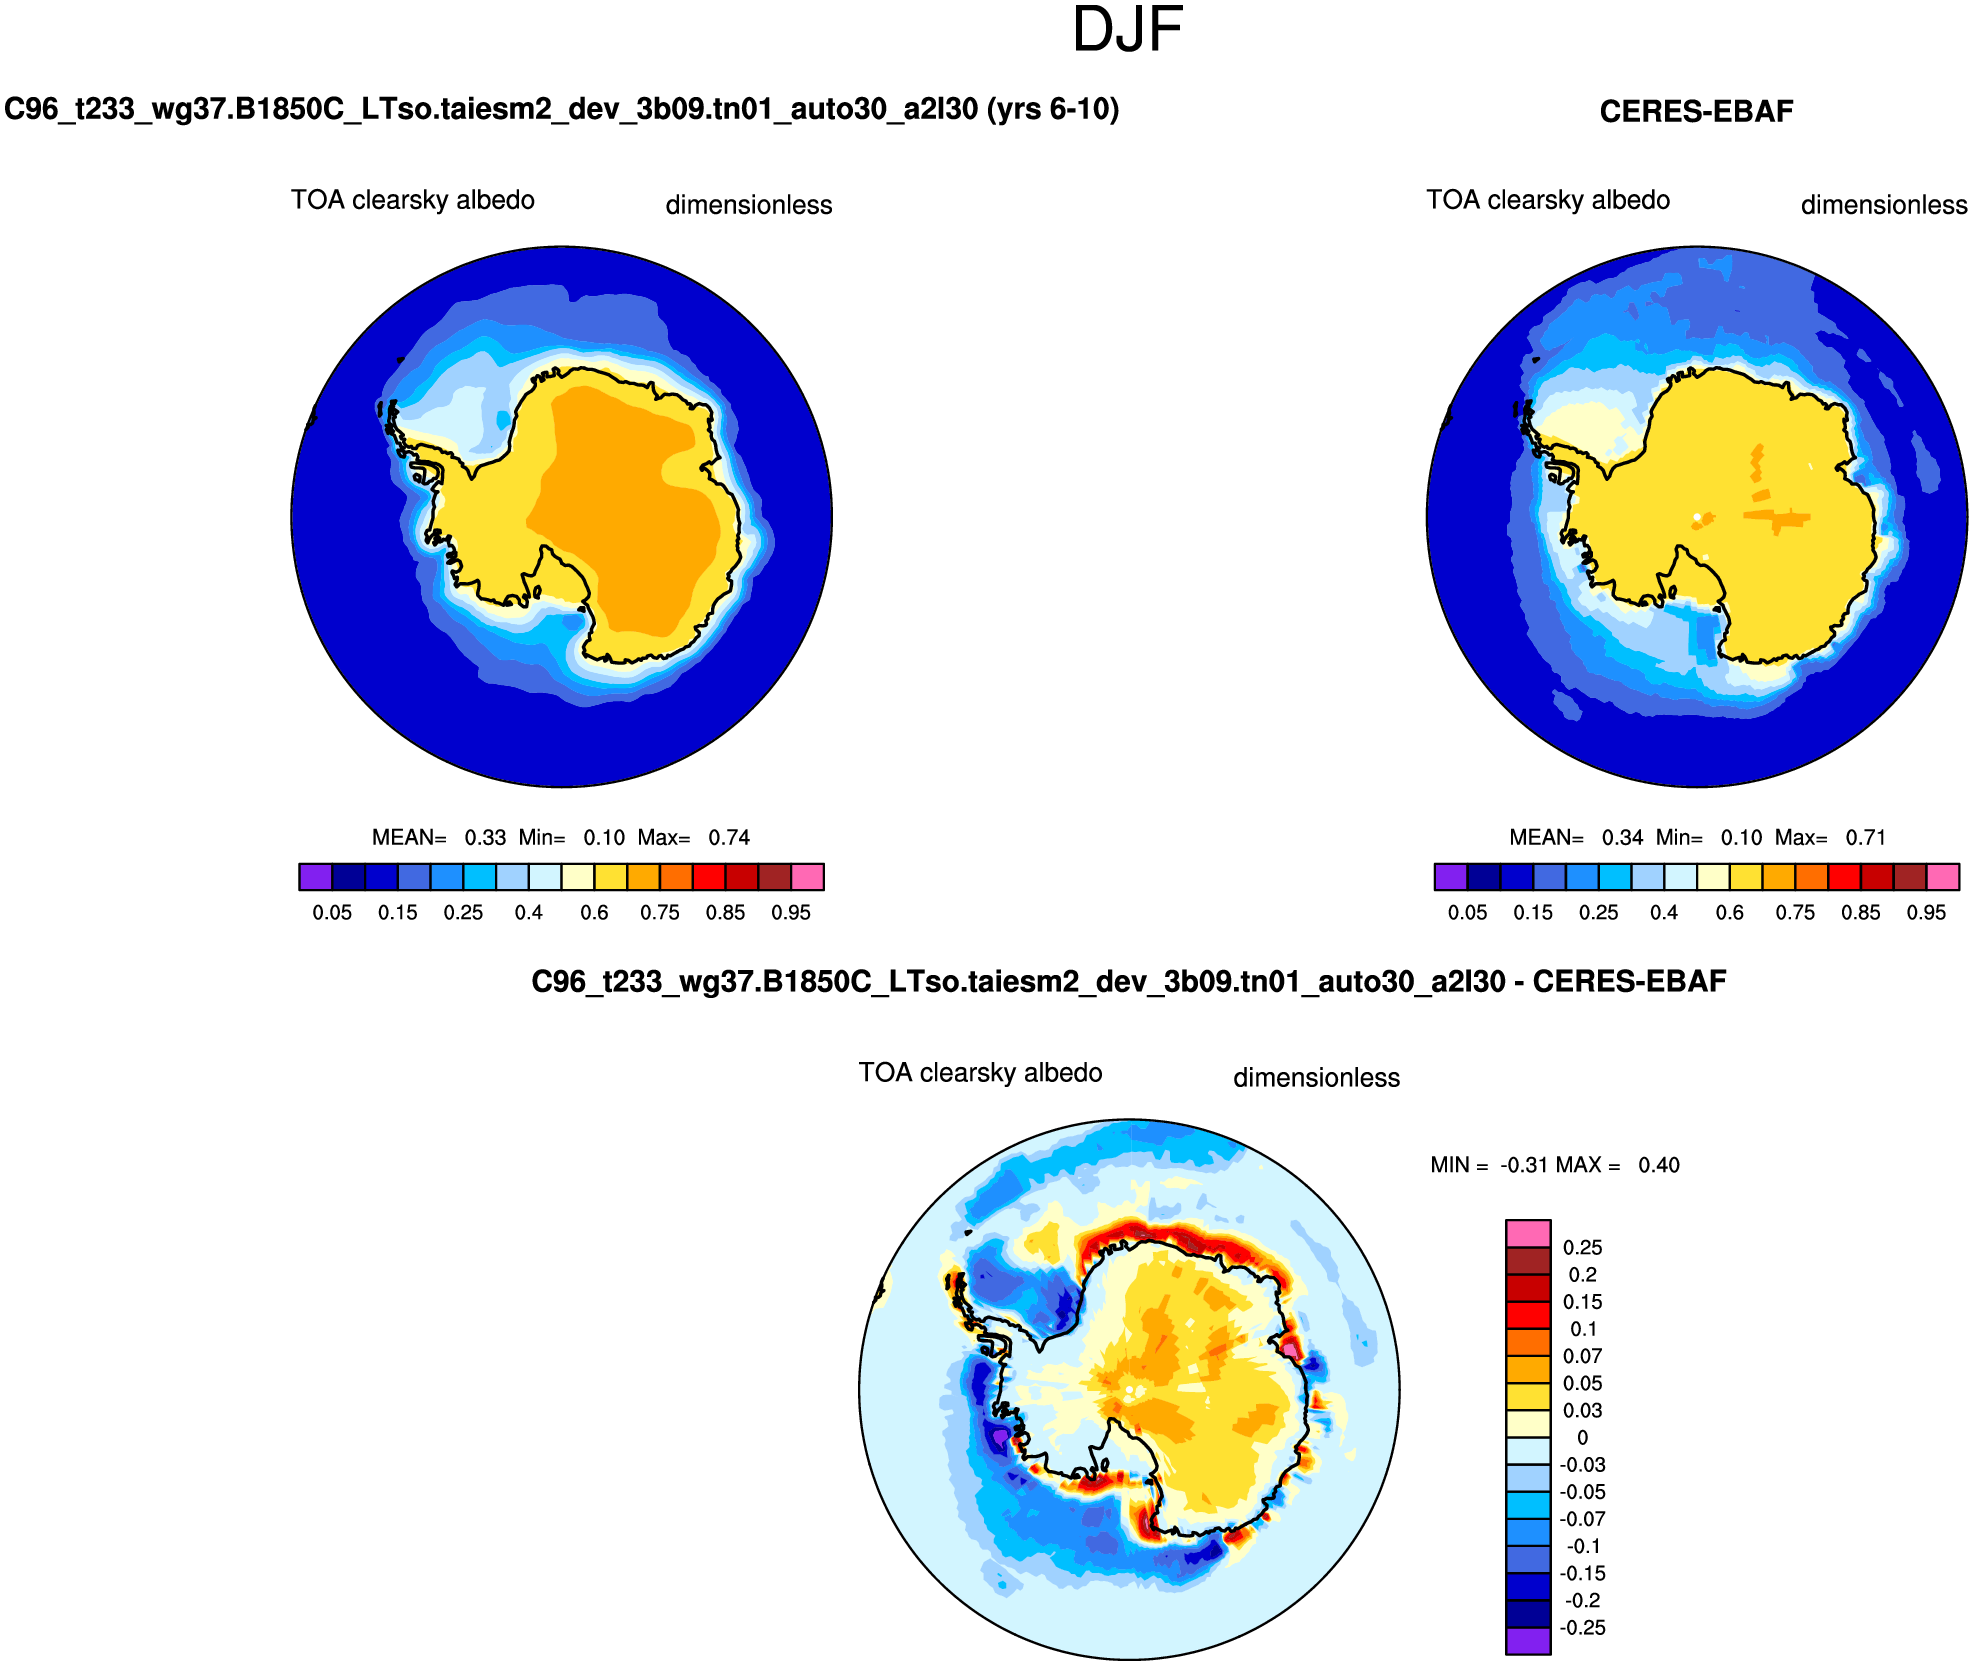 DJF
C96_t233_wg37.B1850C_LTso.taiesm2_dev_3b09.tn01_auto30_a2l30 (yrs 6-10)
CERES-EBAF
TOA clearsky albedo dimensionless
TOA clearsky albedo dimensionless
MEAN= 0.33 Min= 0.10 Max= 0.74
MEAN= 0.34 Min= 0.10 Max= 0.71
0.05 0.15 0.25 0.4 0.6 0.75 0.85 0.95
0.05 0.15 0.25 0.4 0.6 0.75 0.85 0.95
C96_t233_wg37.B1850C_LTso.taiesm2_dev_3b09.tn01_auto30_a2l30 - CERES-EBAF
TOA clearsky albedo dimensionless
MIN = -0.31 MAX = 0.40
0.25
0.2
0.15
0.1
0.07
0.05
0.03
0
-0.03
-0.05
-0.07
-0.1
-0.15
-0.2
-0.25